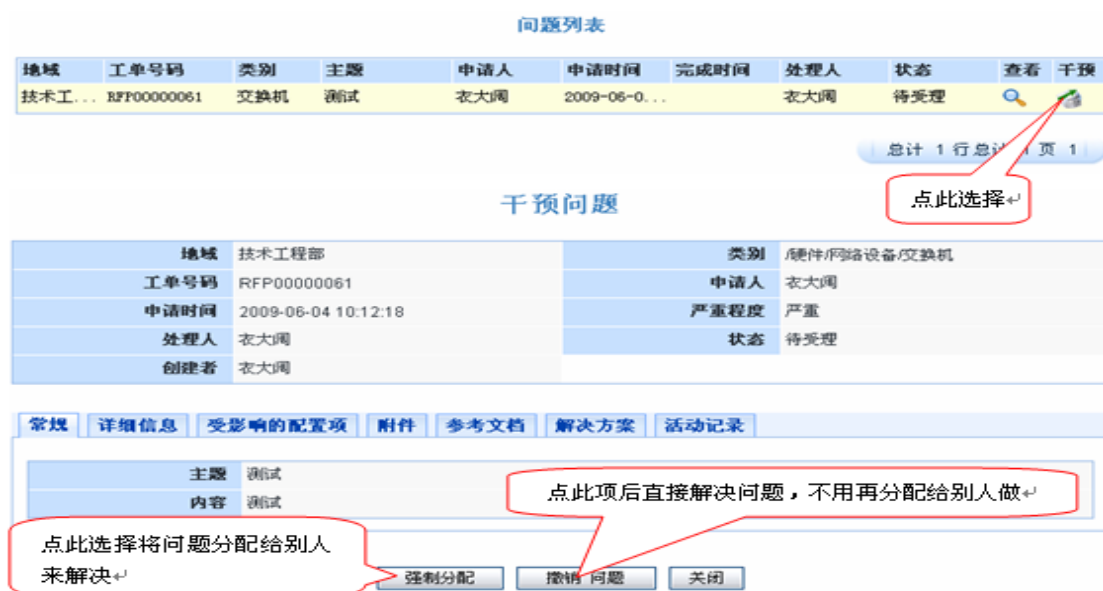 问题列表
地域 工单号码 类别 主题 申请人 申请时间 完成时间 处理人 状态 查看 干预
技术工... RFP00000061 交换机 测试 衣大阔 2009-06-0... 衣大阔 待受理
总计 1 行总计 1 页 1
点此选择↵
干预问题
地域 技术工程部 类别 /硬件/网络设备/交换机
工单号码 RFP00000061 申请人 衣大阔
申请时间 2009-06-04 10:12:18 严重程度 严重
处理人 衣大阔 状态 待受理
创建者 衣大阔
常规 详细信息 受影响的配置项 附件 参考文档 解决方案 活动记录
主题 测试
内容 测试
点此项后直接解决问题，不用再分配给别人做↵
点此选择将问题分配给别人
来解决↵
强制分配 撤销 问题 关闭